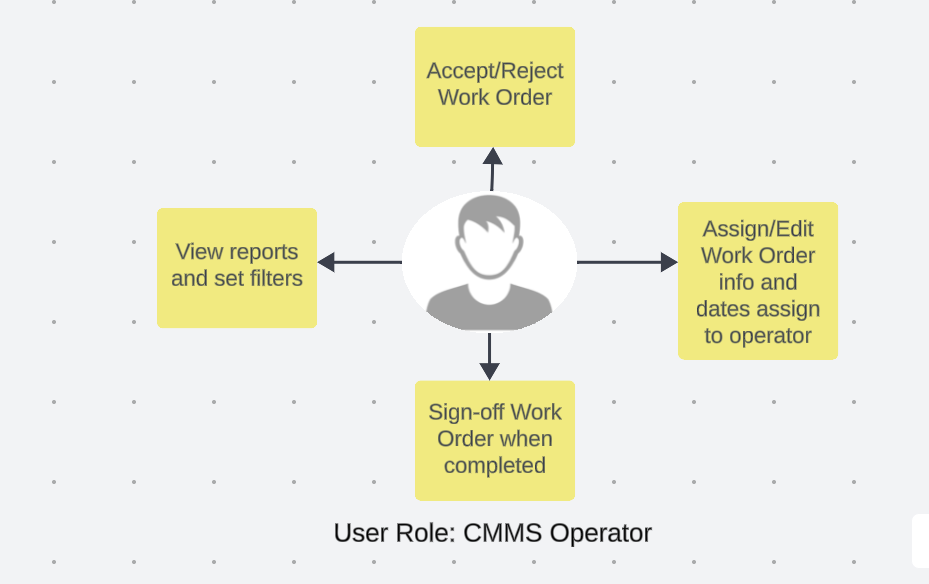 Accept/Reject
Work Order
View reports
and set filters
Assign/Edit
Work Order
info and
dates assign
to operator
Sign-off Work
Order when
completed
User Role: CMMS Operator